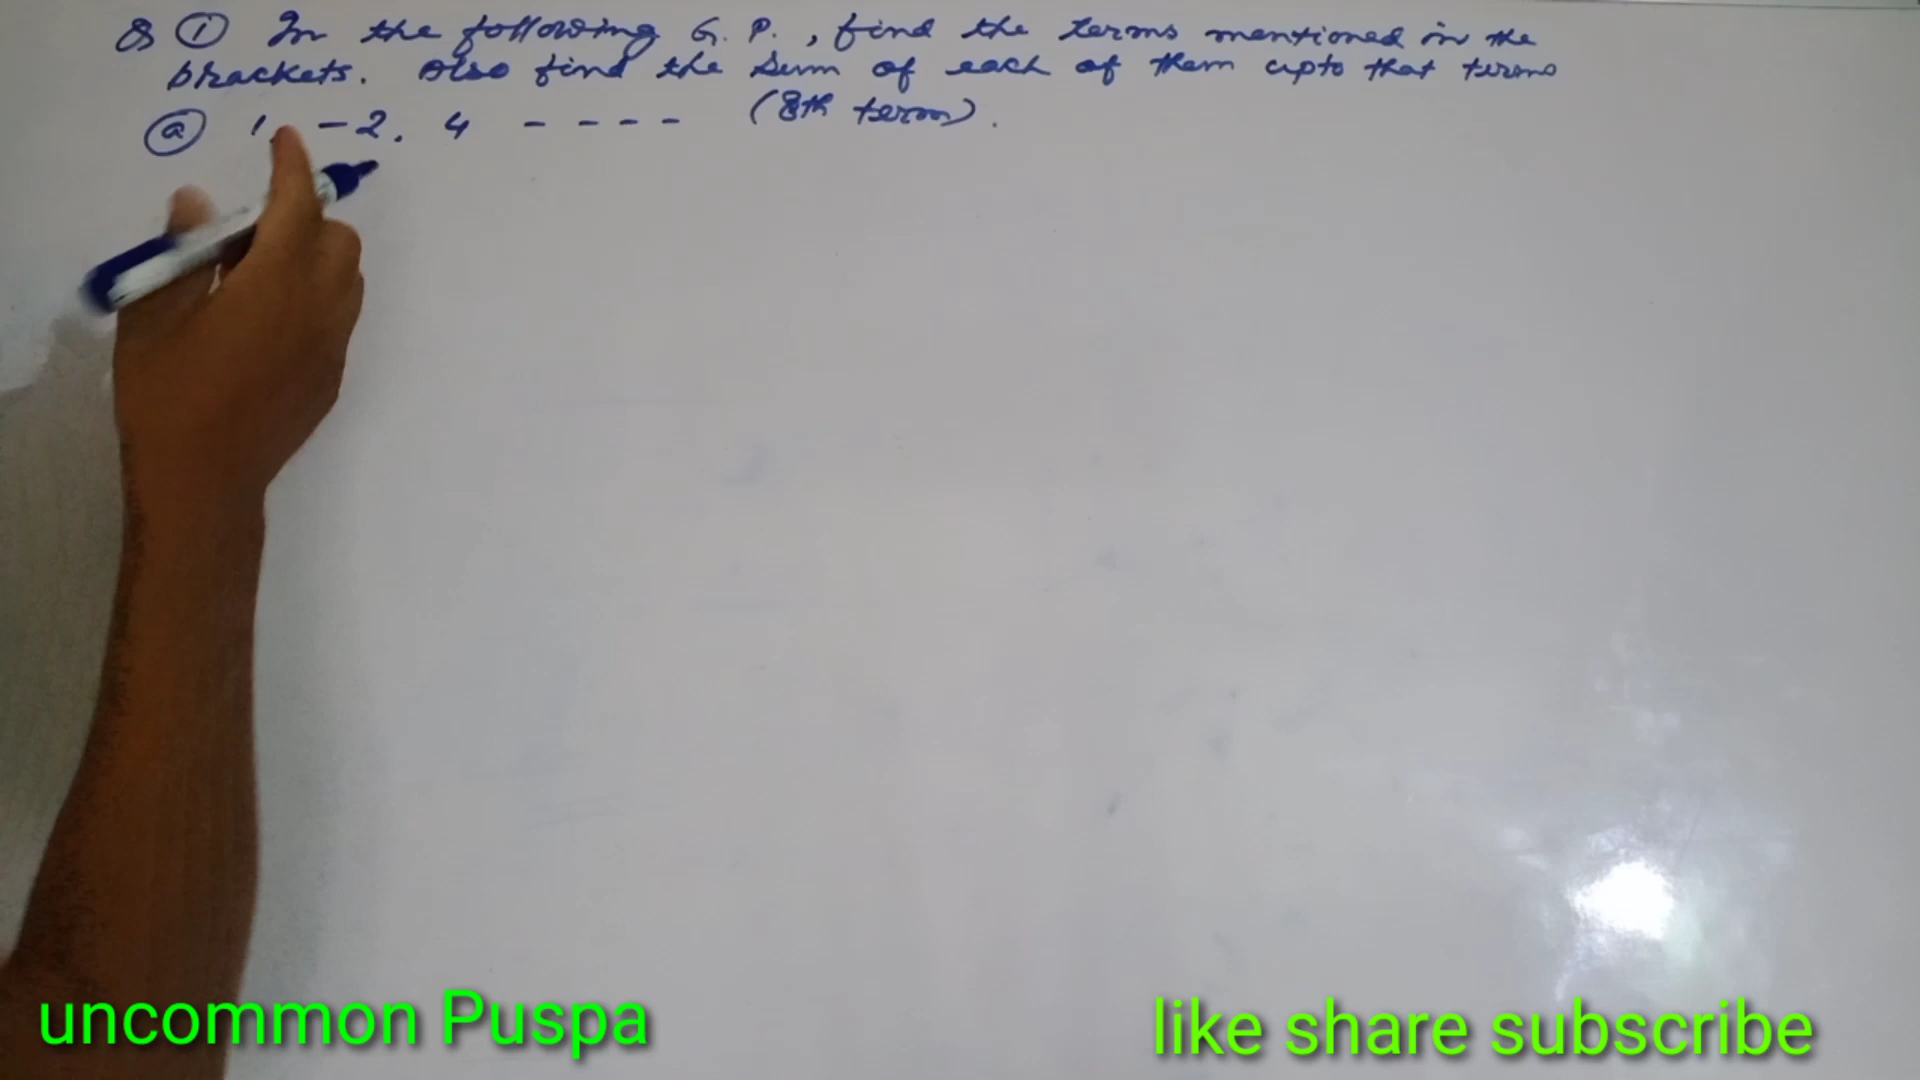 Q ① In the following G. P. , find the terms mentioned in the
brackets. Also find the sum of each of them upto that terms
ⓐ 1, -2, 4 - - - - (8th term).
uncommon Puspa
like share subscribe